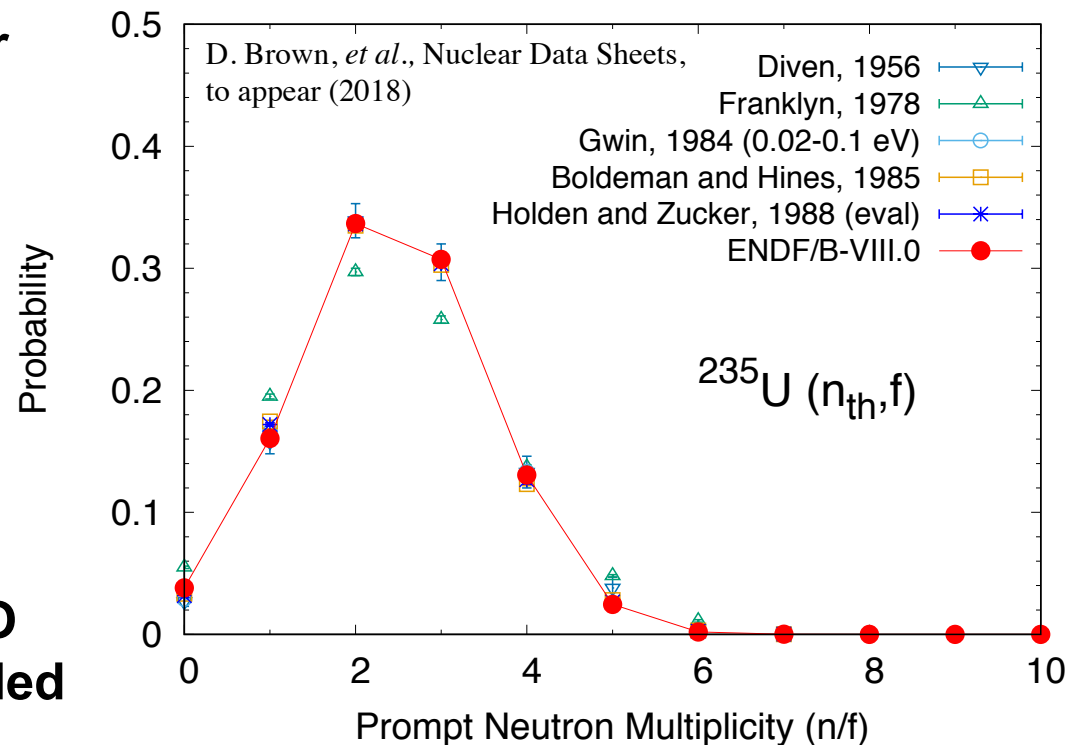 0.5
0.4
0.3
0.2
0.1
0
0 2 4 6 8 10
Probability
Prompt Neutron Multiplicity (n/f)
D. Brown, et al., Nuclear Data Sheets,
to appear (2018)
Diven, 1956
Franklyn, 1978
Gwin, 1984 (0.02-0.1 eV)
Boldeman and Hines, 1985
Holden and Zucker, 1988 (eval)
ENDF/B-VIII.0
²³⁵U (nₜₕ,f)